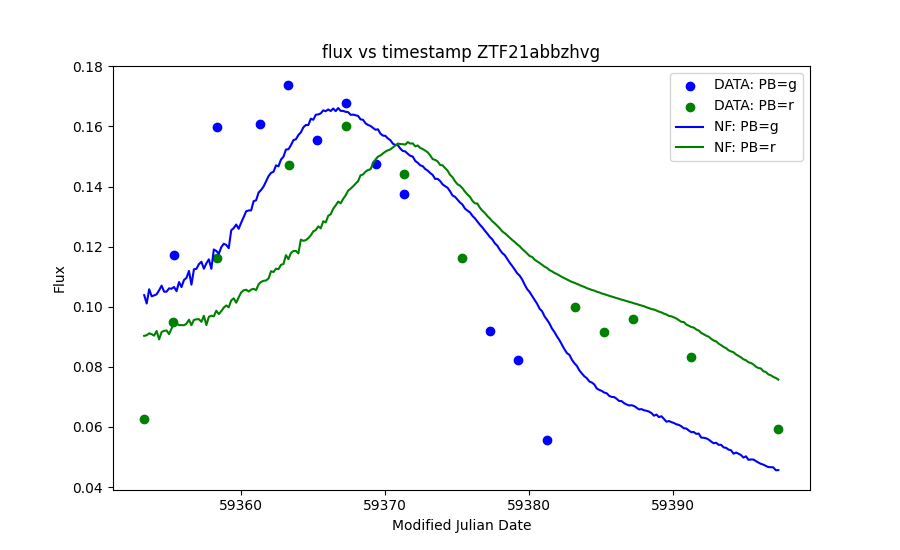 flux vs timestamp ZTF21abbzhvg
DATA: PB=g
DATA: PB=r
NF: PB=g
NF: PB=r
Flux
0.18
0.16
0.14
0.12
0.10
0.08
0.06
0.04
59360
59370
59380
59390
Modified Julian Date